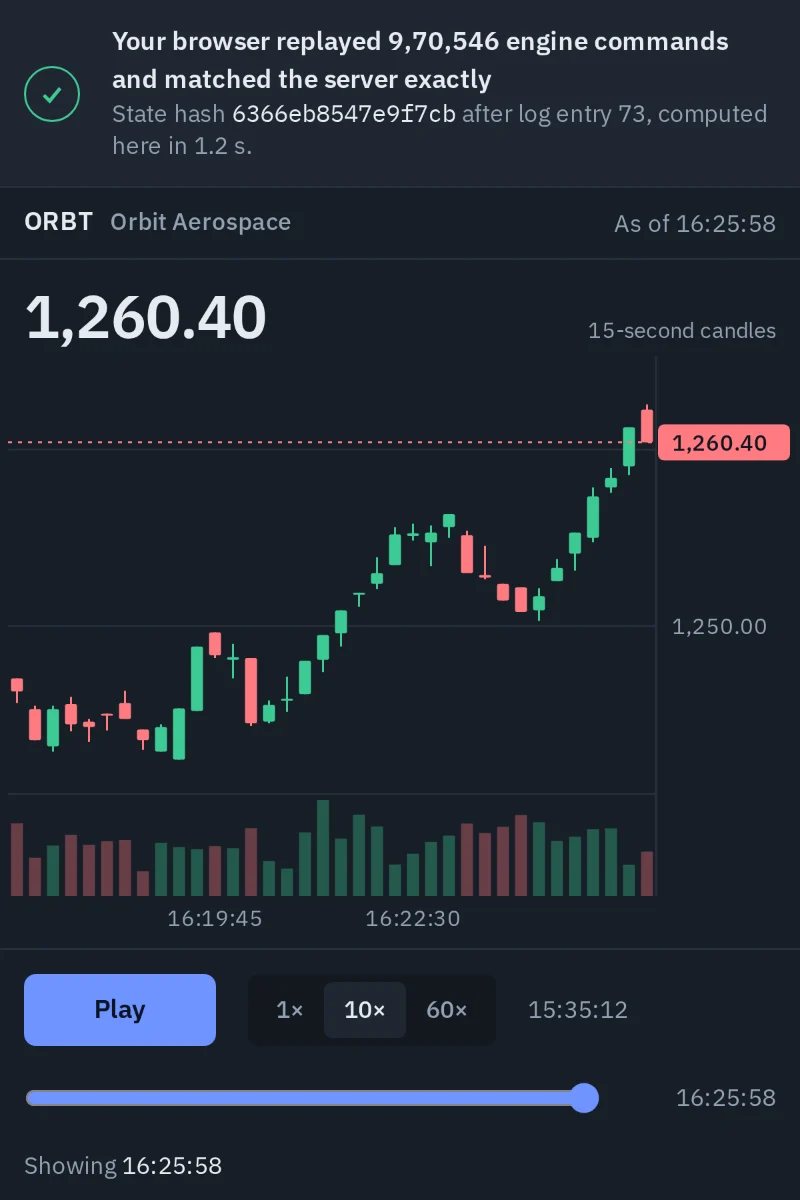 Your browser replayed 9,70,546 engine commands
and matched the server exactly
State hash 6366eb8547e9f7cb after log entry 73, computed
here in 1.2 s.
ORBT Orbit Aerospace As of 16:25:58
1,260.40
15-second candles
1,260.40
1,250.00
16:19:45 16:22:30
Play 1× 10× 60× 15:35:12
16:25:58
Showing 16:25:58